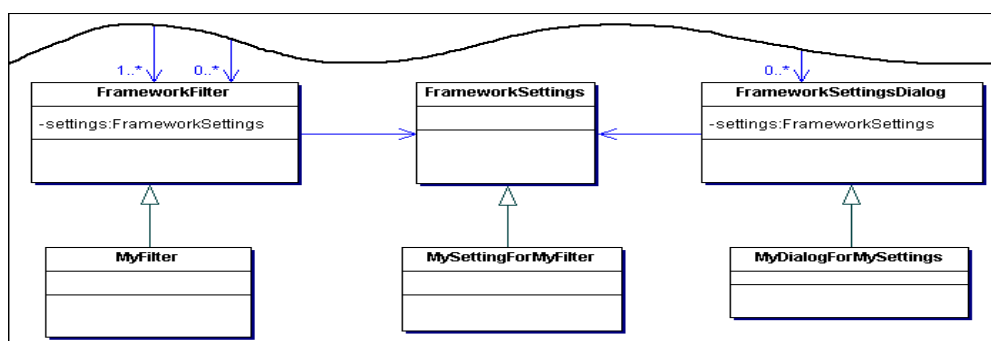 1..*
0..*
0..*
FrameworkFilter
FrameworkSettings
FrameworkSettingsDialog
-settings:FrameworkSettings
-settings:FrameworkSettings
MyFilter
MySettingForMyFilter
MyDialogForMySettings